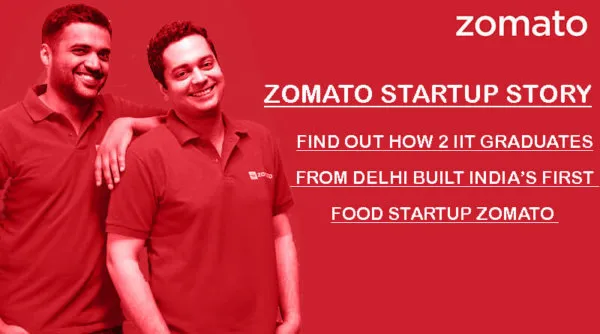 zomato
ZOMATO STARTUP STORY
FIND OUT HOW 2 IIT GRADUATES
FROM DELHI BUILT INDIA’S FIRST
FOOD STARTUP ZOMATO